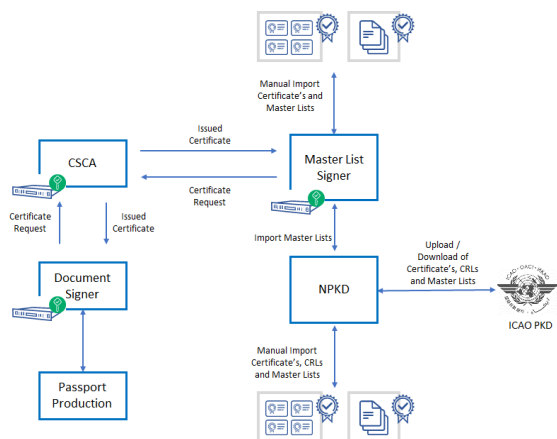 Manual Import
Certificate's and
Master Lists
Issued
Certificate
CSCA
Master List
Signer
Certificate
Request
Certificate
Request
Issued
Certificate
Import Master Lists
Upload /
Download of
Certificate's, CRLs
and Master Lists
Document
Signer
NPKD
ICAO PKD
Manual Import
Certificate's, CRLs
and Master Lists
Passport
Production